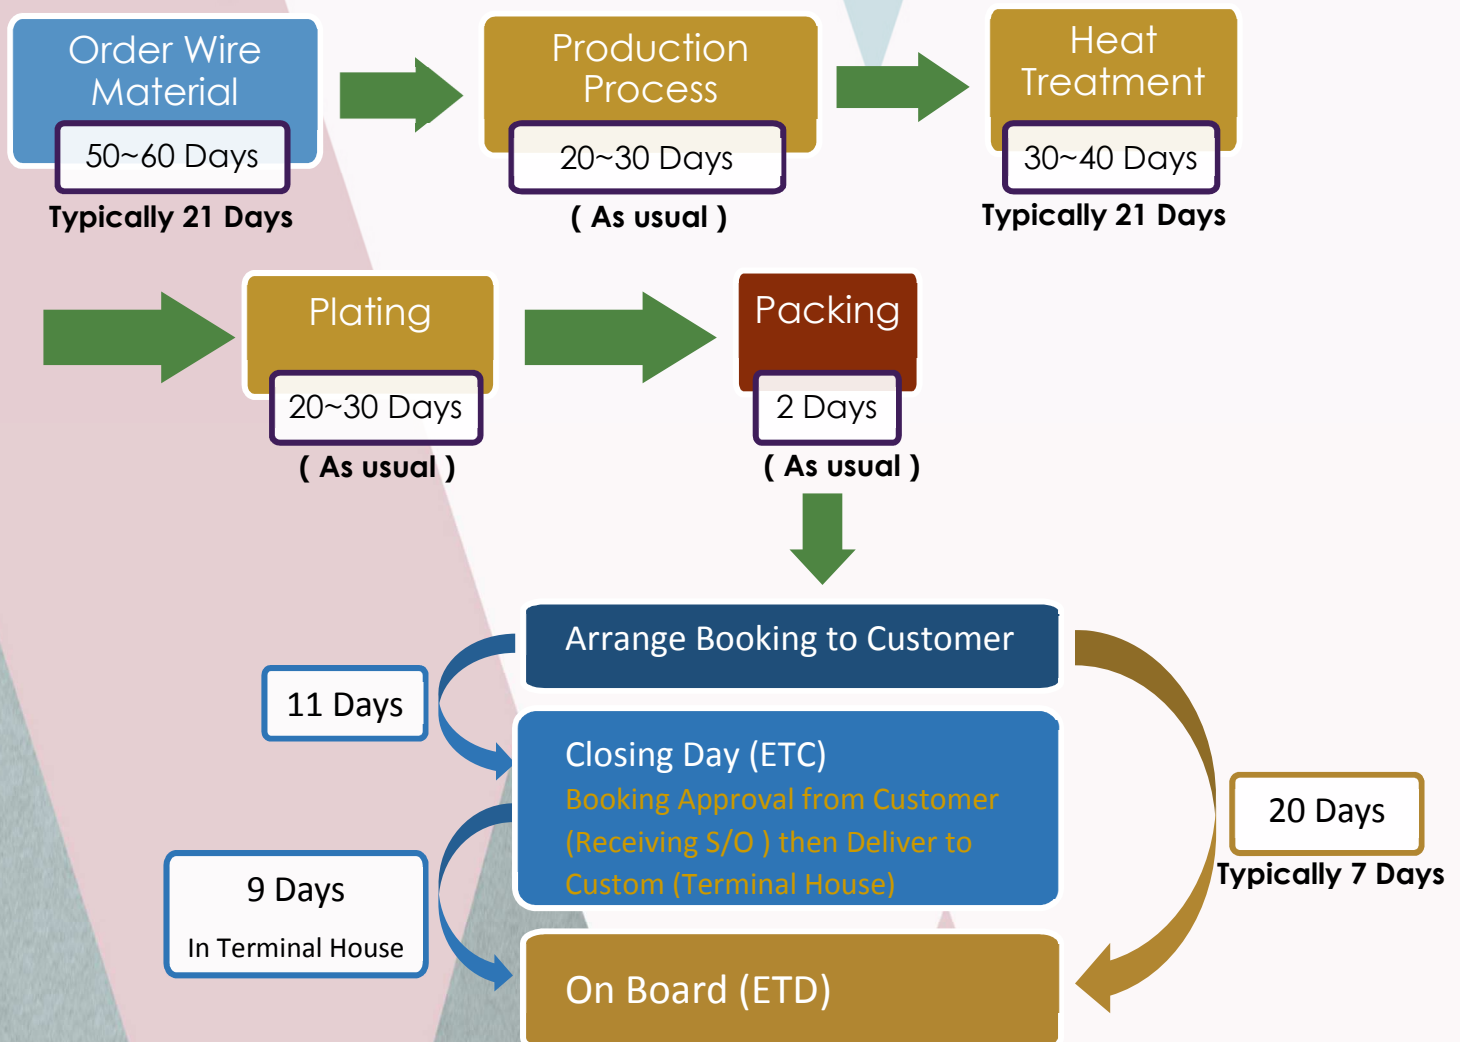 Order Wire
Material
50~60 Days
Typically 21 Days
Production
Process
20~30 Days
( As usual )
Heat
Treatment
30~40 Days
Typically 21 Days
Plating
20~30 Days
( As usual )
Packing
2 Days
( As usual )
Arrange Booking to Customer
11 Days
Closing Day (ETC)
Booking Approval from Customer
(Receiving S/O ) then Deliver to
Custom (Terminal House)
20 Days
Typically 7 Days
9 Days
In Terminal House
On Board (ETD)